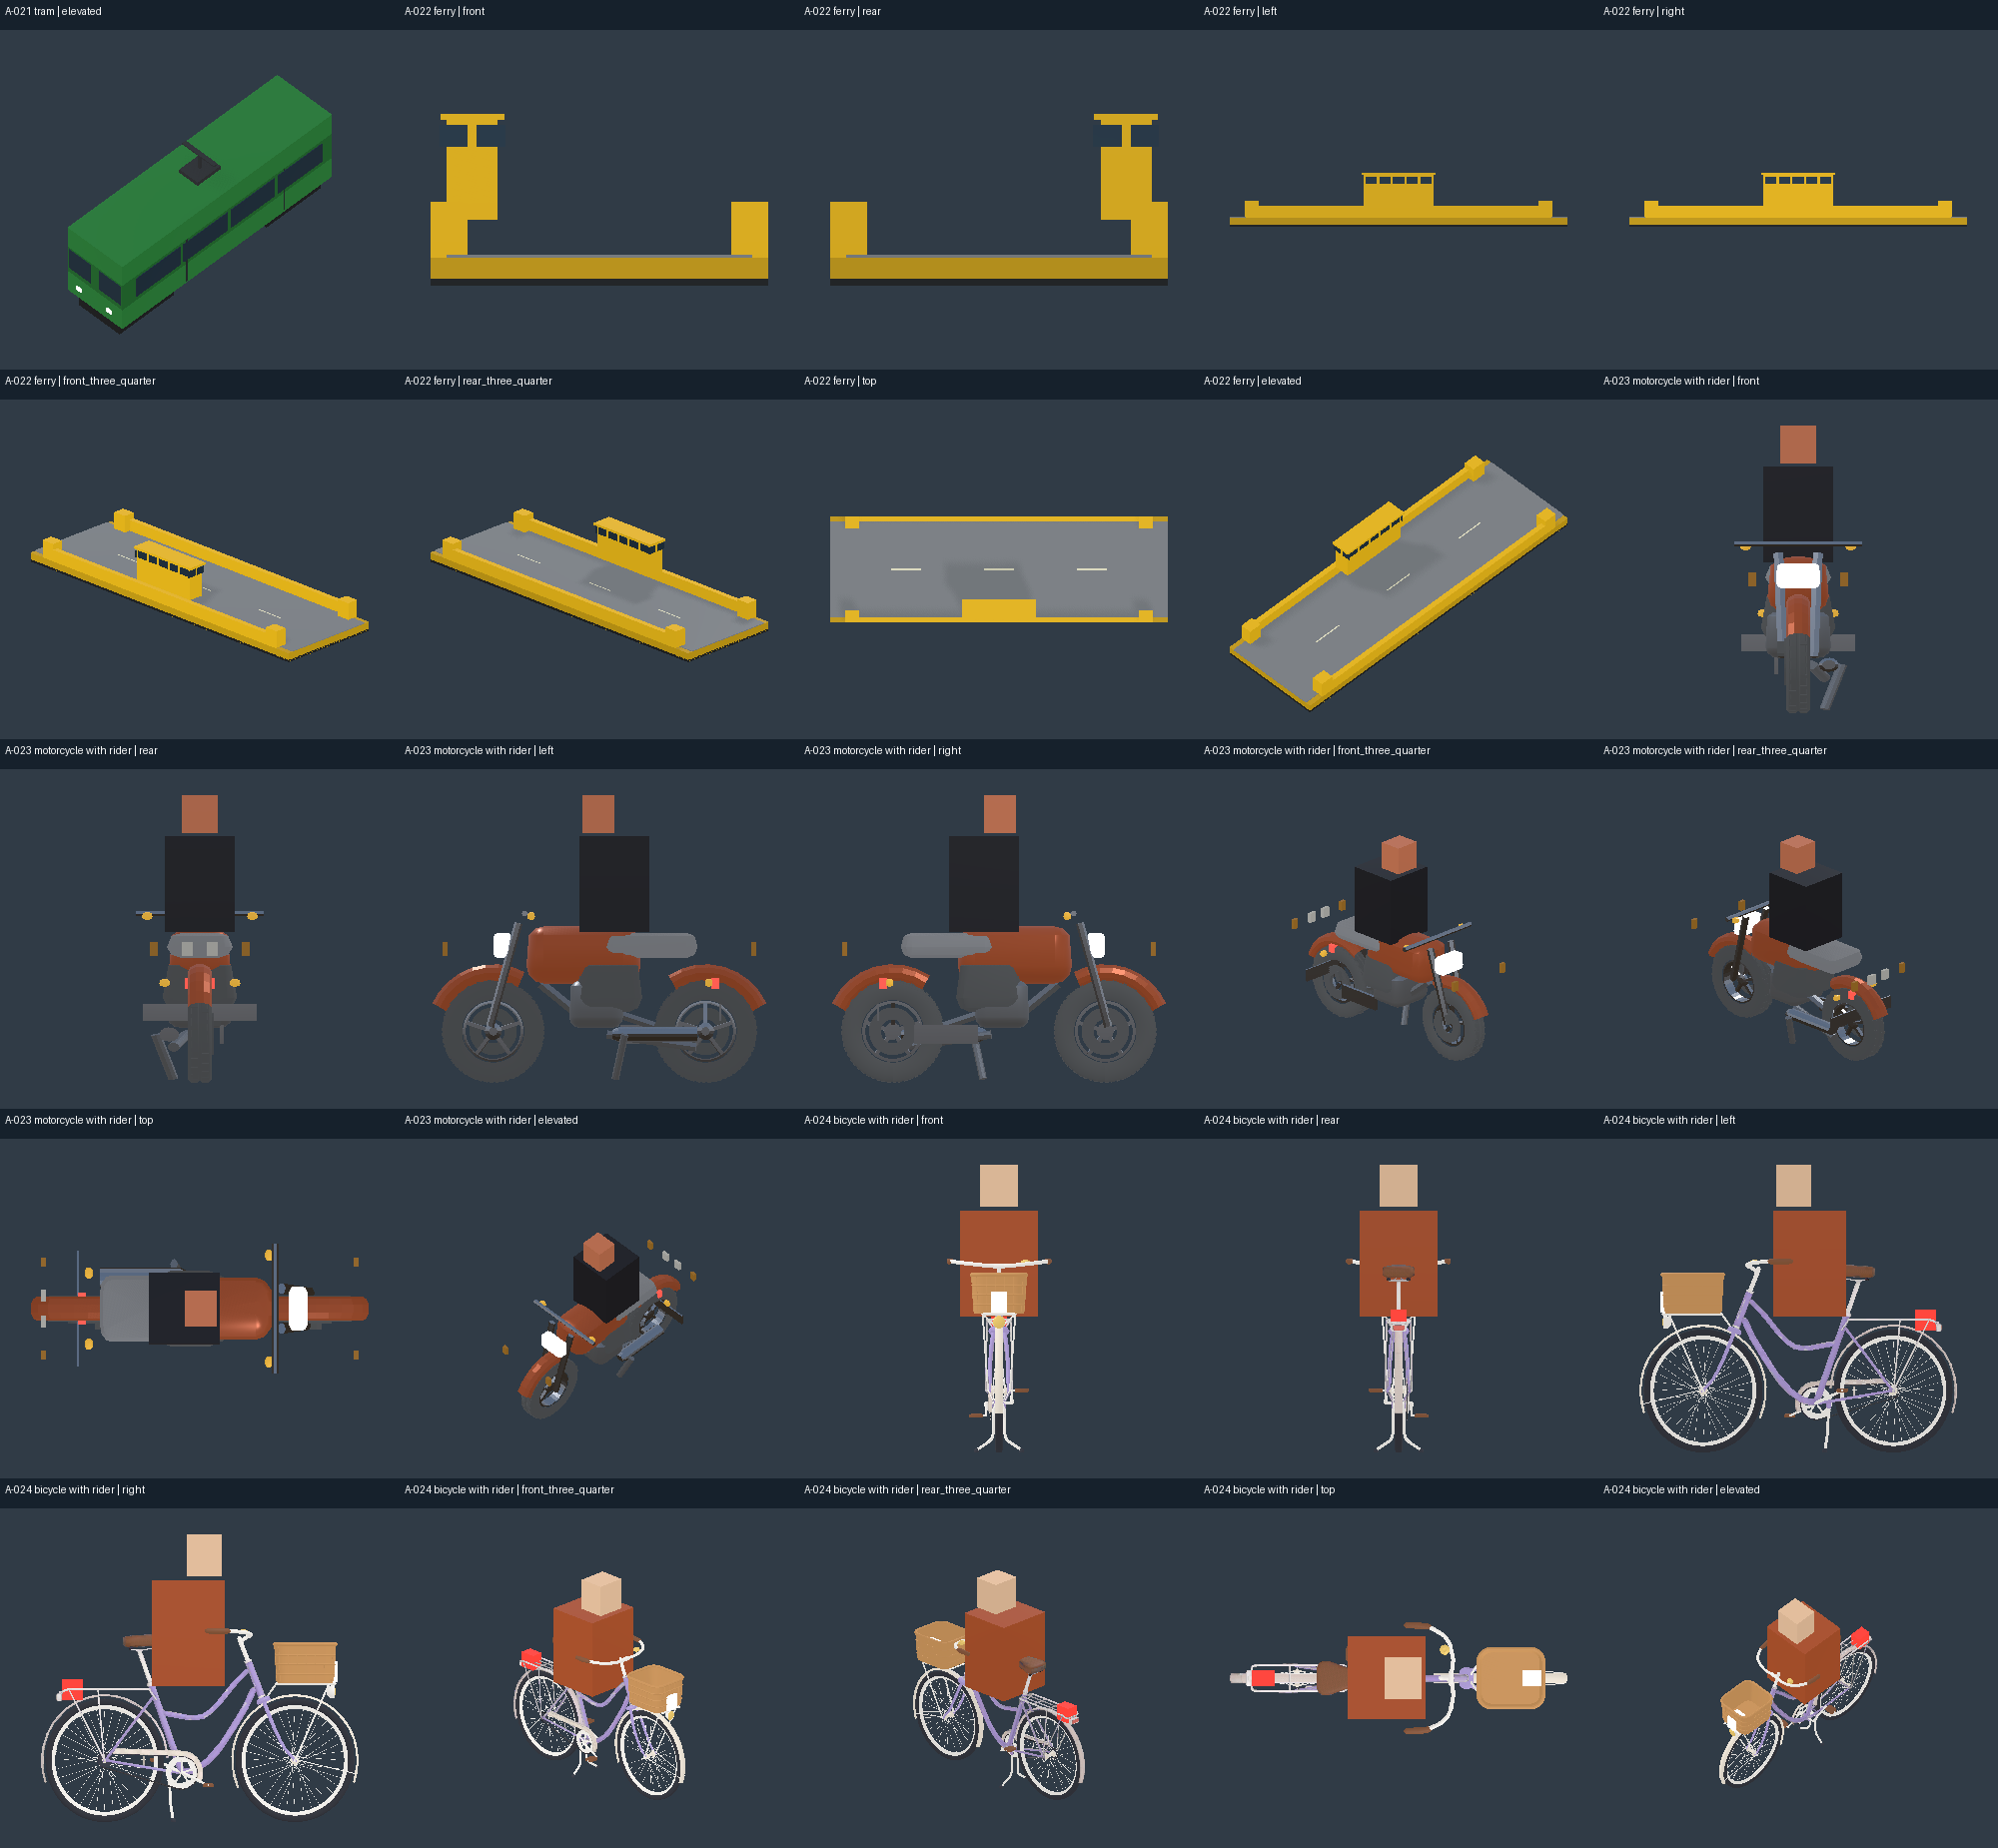 A-021 tram | elevated
A-022 ferry | front
A-022 ferry | rear
A-022 ferry | left
A-022 ferry | right
A-022 ferry | front_three_quarter
A-022 ferry | rear_three_quarter
A-022 ferry | top
A-022 ferry | elevated
A-023 motorcycle with rider | front
A-023 motorcycle with rider | rear
A-023 motorcycle with rider | left
A-023 motorcycle with rider | right
A-023 motorcycle with rider | front_three_quarter
A-023 motorcycle with rider | rear_three_quarter
A-023 motorcycle with rider | top
A-023 motorcycle with rider | elevated
A-024 bicycle with rider | front
A-024 bicycle with rider | rear
A-024 bicycle with rider | left
A-024 bicycle with rider | right
A-024 bicycle with rider | front_three_quarter
A-024 bicycle with rider | rear_three_quarter
A-024 bicycle with rider | top
A-024 bicycle with rider | elevated